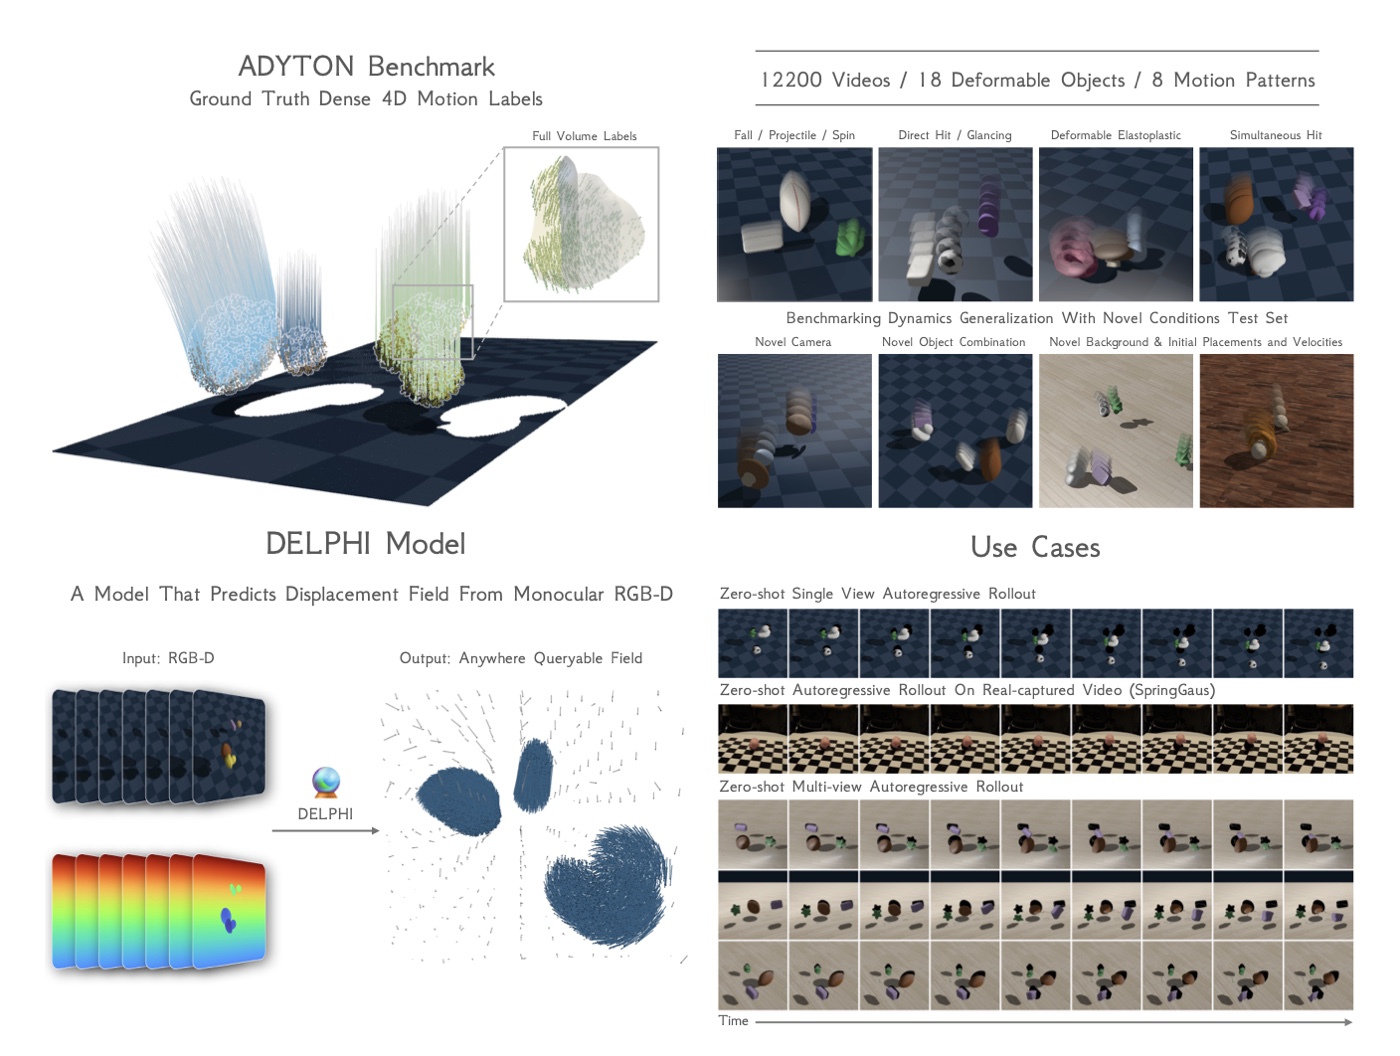 ADYTON Benchmark
Ground Truth Dense 4D Motion Labels
Full Volume Labels
12200 Videos / 18 Deformable Objects / 8 Motion Patterns
Fall / Projectile / Spin
Direct Hit / Glancing
Deformable Elastoplastic
Simultaneous Hit
Benchmarking Dynamics Generalization With Novel Conditions Test Set
Novel Camera
Novel Object Combination
Novel Background & Initial Placements and Velocities
DELPHI Model
A Model That Predicts Displacement Field From Monocular RGB-D
Input: RGB-D
Output: Anywhere Queryable Field
DELPHI
Use Cases
Zero-shot Single View Autoregressive Rollout
Zero-shot Autoregressive Rollout On Real-captured Video (SpringGaus)
Zero-shot Multi-view Autoregressive Rollout
Time